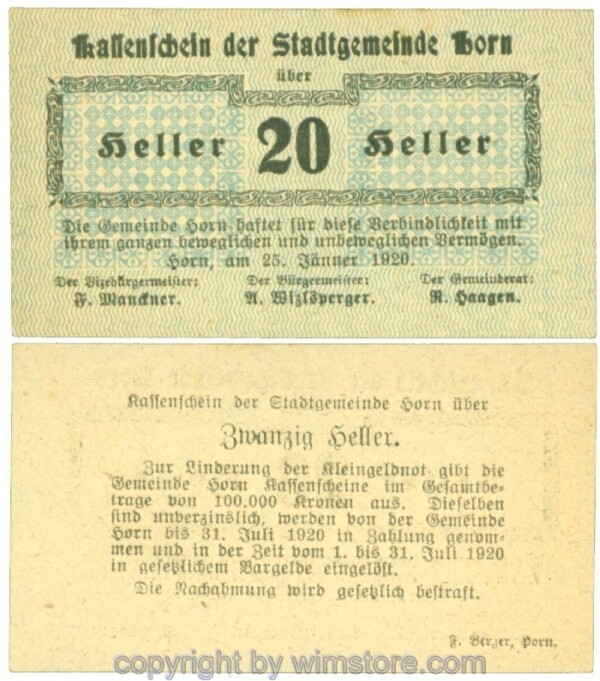 Kassenschein der Stadtgemeinde Horn
über
Heller 20 Heller
Die Gemeinde Horn haftet für diese Verbindlichkeit mit
ihrem ganzen beweglichen und unbeweglichen Vermögen.
Horn, am 25. Jänner 1920.
Der Vizebürgermeister: Der Bürgermeister: Der Gemeinderat:
F. Manckner. A. Wizlsperger. R. Haagen.
Kassenschein der Stadtgemeinde Horn über
Zwanzig Heller.
Zur Linderung der Kleingeldnot gibt die
Gemeinde Horn Kassenscheine im Gesamtbe-
trage von 100.000 Kronen aus. Dieselben
sind unverzinslich, werden von der Gemeinde
Horn bis 31. Juli 1920 in Zahlung genom-
men und in der Zeit vom 1. bis 31. Juli 1920
in gesetzlichem Bargelde eingelöst.
Die Nachahmung wird gesetzlich bestraft.
F. Berger, Horn.
copyright by wimstore.com